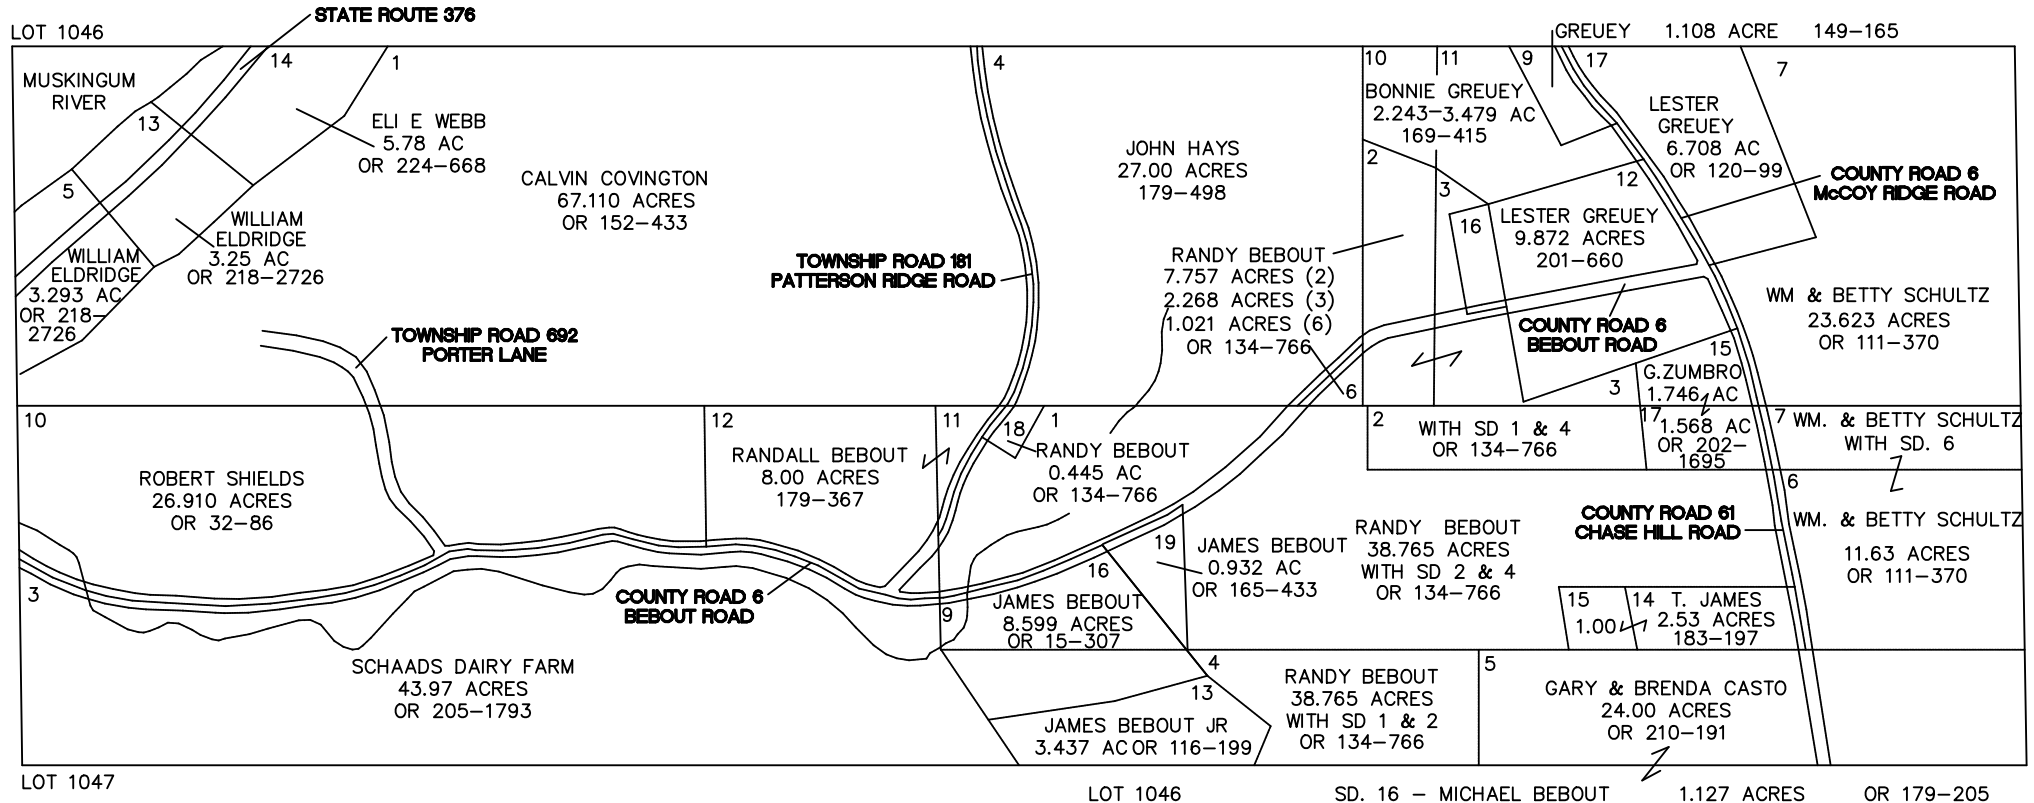 STATE ROUTE 376
LOT 1046
GREUEY 1.108 ACRE 149-165
14
1
4
10
11
9
17
7
MUSKINGUM
RIVER
13
5
ELI E WEBB
5.78 AC
OR 224-668
CALVIN COVINGTON
67.110 ACRES
OR 152-433
WILLIAM
ELDRIDGE
3.25 AC
OR 218-2726
WILLIAM
ELDRIDGE
3.293 AC
OR 218-
2726
TOWNSHIP ROAD 692
PORTER LANE
TOWNSHIP ROAD 181
PATTERSON RIDGE ROAD
JOHN HAYS
27.00 ACRES
179-498
BONNIE GREUEY
2.243-3.479 AC
169-415
2
3
RANDY BEBOUT
7.757 ACRES (2)
2.268 ACRES (3)
1.021 ACRES (6)
OR 134-766
6
LESTER
GREUEY
6.708 AC
OR 120-99
COUNTY ROAD 6
McCOY RIDGE ROAD
12
16
LESTER GREUEY
9.872 ACRES
201-660
COUNTY ROAD 6
BEBOUT ROAD
WM & BETTY SCHULTZ
23.623 ACRES
OR 111-370
15
3
G.ZUMBRO
1.746 AC
17
1.568 AC
OR 202-
1695
10
ROBERT SHIELDS
26.910 ACRES
OR 32-86
12
RANDALL BEBOUT
8.00 ACRES
179-367
11
18
1
RANDY BEBOUT
0.445 AC
OR 134-766
2
WITH SD 1 & 4
OR 134-766
7
WM. & BETTY SCHULTZ
WITH SD. 6
6
WM. & BETTY SCHULTZ
11.63 ACRES
OR 111-370
COUNTY ROAD 61
CHASE HILL ROAD
RANDY BEBOUT
38.765 ACRES
WITH SD 2 & 4
OR 134-766
19
JAMES BEBOUT
0.932 AC
OR 165-433
16
3
COUNTY ROAD 6
BEBOUT ROAD
9
JAMES BEBOUT
8.599 ACRES
OR 15-307
15
1.00
14
T. JAMES
2.53 ACRES
183-197
SCHAADS DAIRY FARM
43.97 ACRES
OR 205-1793
4
13
JAMES BEBOUT JR
3.437 AC OR 116-199
RANDY BEBOUT
38.765 ACRES
WITH SD 1 & 2
OR 134-766
5
GARY & BRENDA CASTO
24.00 ACRES
OR 210-191
LOT 1047
LOT 1046
SD. 16 - MICHAEL BEBOUT 1.127 ACRES OR 179-205